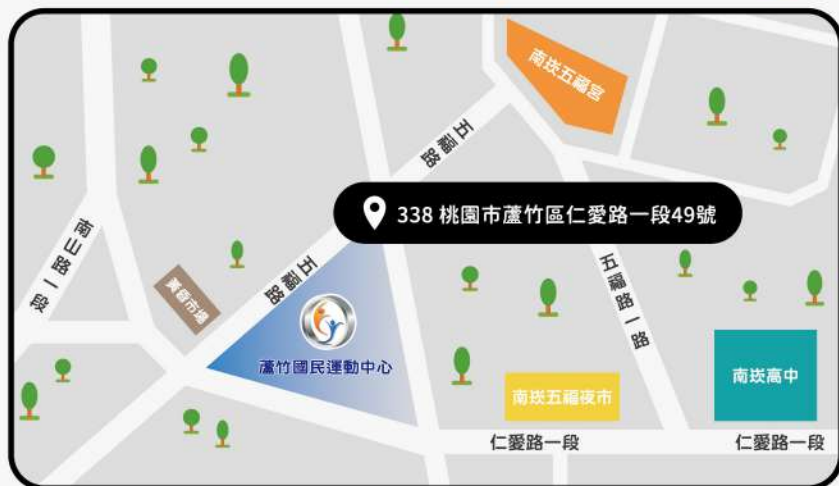 南崁五福宮
五福路
338 桃園市蘆竹區仁愛路一段49號
南山路一段
五福路
五福路一路
黃昏市場
蘆竹國民運動中心
南崁高中
南崁五福夜市
仁愛路一段
仁愛路一段